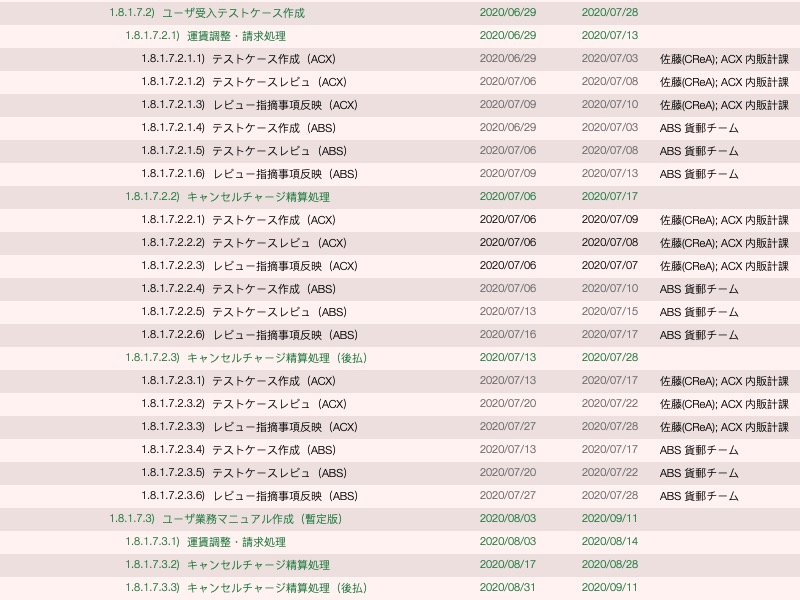 1.8.1.7.2) ユーザ受入テストケース作成 2020/06/29 2020/07/28
1.8.1.7.2.1) 運賃調整・請求処理 2020/06/29 2020/07/13
1.8.1.7.2.1.1) テストケース作成（ACX) 2020/06/29 2020/07/03 佐藤(CReA); ACX 内販計課
1.8.1.7.2.1.2) テストケースレビュ（ACX) 2020/07/06 2020/07/08 佐藤(CReA); ACX 内販計課
1.8.1.7.2.1.3) レビュー指摘事項反映（ACX) 2020/07/09 2020/07/10 佐藤(CReA); ACX 内販計課
1.8.1.7.2.1.4) テストケース作成（ABS) 2020/06/29 2020/07/03 ABS 貨郵チーム
1.8.1.7.2.1.5) テストケースレビュ（ABS) 2020/07/06 2020/07/08 ABS 貨郵チーム
1.8.1.7.2.1.6) レビュー指摘事項反映（ABS) 2020/07/09 2020/07/13 ABS 貨郵チーム
1.8.1.7.2.2) キャンセルチャージ精算処理 2020/07/06 2020/07/17
1.8.1.7.2.2.1) テストケース作成（ACX) 2020/07/06 2020/07/09 佐藤(CReA); ACX 内販計課
1.8.1.7.2.2.2) テストケースレビュ（ACX) 2020/07/06 2020/07/08 佐藤(CReA); ACX 内販計課
1.8.1.7.2.2.3) レビュー指摘事項反映（ACX) 2020/07/06 2020/07/07 佐藤(CReA); ACX 内販計課
1.8.1.7.2.2.4) テストケース作成（ABS) 2020/07/06 2020/07/10 ABS 貨郵チーム
1.8.1.7.2.2.5) テストケースレビュ（ABS) 2020/07/13 2020/07/15 ABS 貨郵チーム
1.8.1.7.2.2.6) レビュー指摘事項反映（ABS) 2020/07/16 2020/07/17 ABS 貨郵チーム
1.8.1.7.2.3) キャンセルチャージ精算処理（後払) 2020/07/13 2020/07/28
1.8.1.7.2.3.1) テストケース作成（ACX) 2020/07/13 2020/07/17 佐藤(CReA); ACX 内販計課
1.8.1.7.2.3.2) テストケースレビュ（ACX) 2020/07/20 2020/07/22 佐藤(CReA); ACX 内販計課
1.8.1.7.2.3.3) レビュー指摘事項反映（ACX) 2020/07/27 2020/07/28 佐藤(CReA); ACX 内販計課
1.8.1.7.2.3.4) テストケース作成（ABS) 2020/07/13 2020/07/17 ABS 貨郵チーム
1.8.1.7.2.3.5) テストケースレビュ（ABS) 2020/07/20 2020/07/22 ABS 貨郵チーム
1.8.1.7.2.3.6) レビュー指摘事項反映（ABS) 2020/07/27 2020/07/28 ABS 貨郵チーム
1.8.1.7.3) ユーザ業務マニュアル作成（暫定版) 2020/08/03 2020/09/11
1.8.1.7.3.1) 運賃調整・請求処理 2020/08/03 2020/08/14
1.8.1.7.3.2) キャンセルチャージ精算処理 2020/08/17 2020/08/28
1.8.1.7.3.3) キャンセルチャージ精算処理（後払) 2020/08/31 2020/09/11